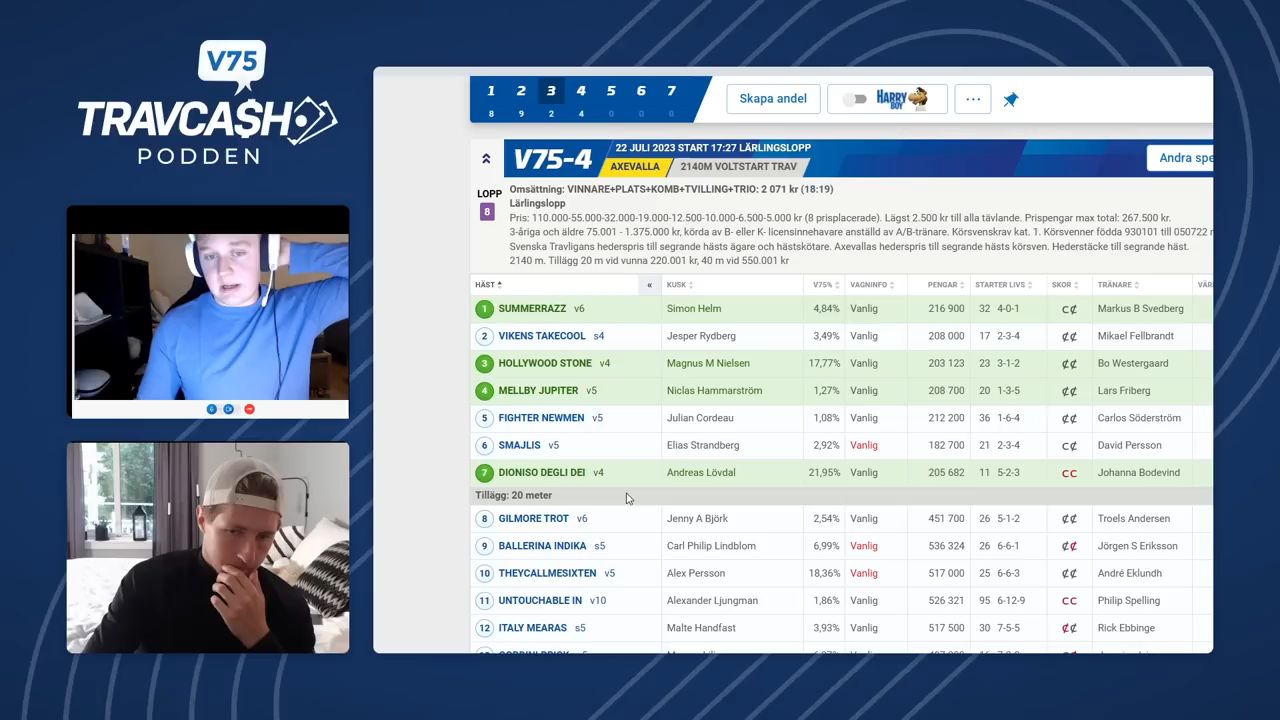 V75
TRAVCA$H
PODDEN
1 2 3 4 5 6 7
8 9 2 4 0 0 0
Skapa andel
HARRY BOY
...
V75-4
22 JULI 2023 START 17:27 LÄRLINGSLOPP
AXEVALLA
2140M VOLTSTART TRAV
Andra spe
LOPP
8
Omsättning: VINNARE+PLATS+KOMB+TVILLING+TRIO: 2 071 kr (18:19)
Lärlingslopp
Pris: 110.000-55.000-32.000-19.000-12.500-10.000-6.500-5.000 kr (8 prisplacerade). Lägst 2.500 kr till alla tävlande. Prispengar max total: 267.500 kr.
3-åriga och äldre 75.001 - 1.375.000 kr, körda av B- eller K- licensinnehavare anställd av A/B-tränare. Körsvenskrav kat. 1. Körsvenner födda 930101 till 050722
Svenska Travligans hederspris till segrande hästs ägare och hästskötare. Axevallas hederspris till segrande hästs körsven. Hederstäcke till segrande häst.
2140 m. Tillägg 20 m vid vunna 220.001 kr, 40 m vid 550.001 kr
HÄST « KUSK V75% VAGNINFO PENGAR STARTER LIVS SKOR TRÄNARE VÄR
1 SUMMERRAZZ v6 Simon Helm 4,84% Vanlig 216 900 32 4-0-1 C₵ Markus B Svedberg
2 VIKENS TAKECOOL s4 Jesper Rydberg 3,49% Vanlig 208 000 17 2-3-4 ₵₵ Mikael Fellbrandt
3 HOLLYWOOD STONE v4 Magnus M Nielsen 17,77% Vanlig 203 123 23 3-1-2 ₵₵ Bo Westergaard
4 MELLBY JUPITER v5 Niclas Hammarström 1,27% Vanlig 208 700 20 1-3-5 ₵₵ Lars Friberg
5 FIGHTER NEWMEN v5 Julian Cordeau 1,08% Vanlig 212 200 36 1-6-4 ₵₵ Carlos Söderström
6 SMAJLIS v5 Elias Strandberg 2,92% Vanlig 182 700 21 2-3-4 C₵ David Persson
7 DIONISO DEGLI DEI v4 Andreas Lövdal 21,95% Vanlig 205 682 11 5-2-3 CC Johanna Bodevind
Tillägg: 20 meter
8 GILMORE TROT v6 Jenny A Björk 2,54% Vanlig 451 700 26 5-1-2 ₵₵ Troels Andersen
9 BALLERINA INDIKA s5 Carl Philip Lindblom 6,99% Vanlig 536 324 26 6-6-1 ₵₵ Jörgen S Eriksson
10 THEYCALLMESIXTEN v5 Alex Persson 18,36% Vanlig 517 000 25 6-6-3 ₵₵ André Eklundh
11 UNTOUCHABLE IN v10 Alexander Ljungman 1,86% Vanlig 526 321 95 6-12-9 CC Philip Spelling
12 ITALY MEARAS s5 Malte Handfast 3,93% Vanlig 517 500 30 7-5-5 ₵₵ Rick Ebbinge